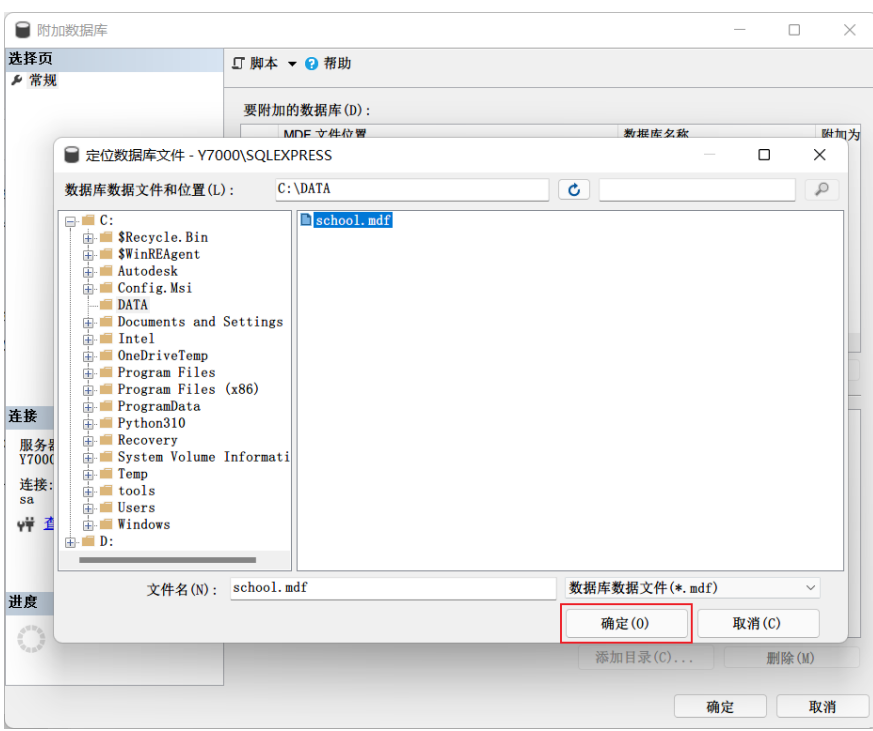 附加数据库
选择页
常规
脚本
帮助
要附加的数据库(D):
MDF 文件位置
数据库名称
附加为
定位数据库文件 - Y7000\SQLEXPRESS
数据库数据文件和位置(L):
C:\DATA
C:
$Recycle.Bin
$WinREAgent
Autodesk
Config.Msi
DATA
Documents and Settings
Intel
OneDriveTemp
Program Files
Program Files (x86)
ProgramData
Python310
Recovery
System Volume Informati
Temp
tools
Users
Windows
D:
school.mdf
连接
服务器
Y7000
连接:
sa
查
文件名(N):
school.mdf
数据库数据文件(*.mdf)
确定(O)
取消(C)
进度
添加目录(C)...
删除(M)
确定
取消